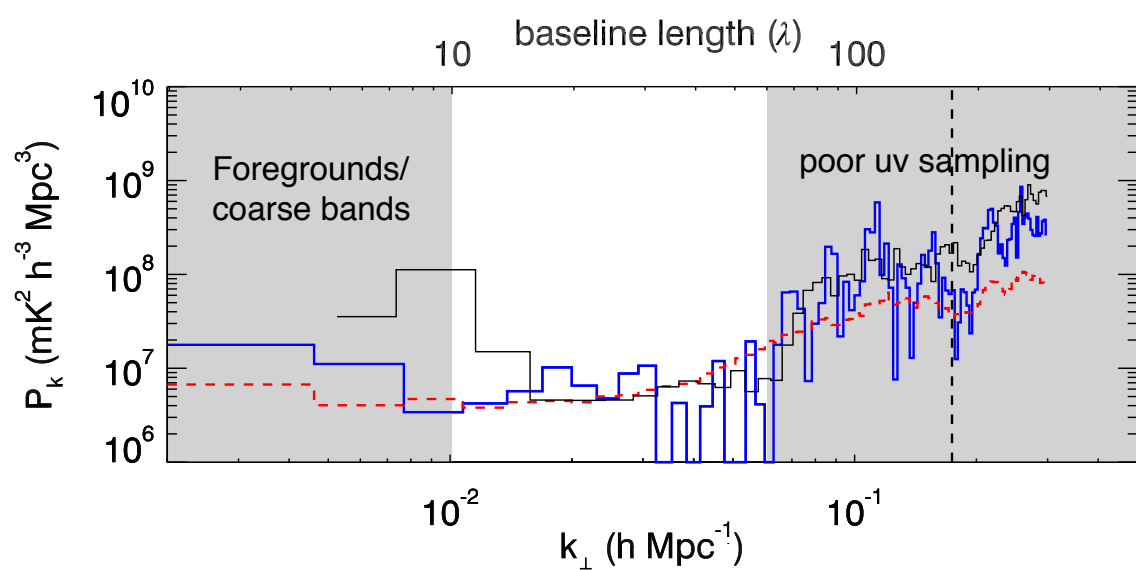 baseline length (λ)
10 100
10^10
10^9
10^8
10^7
10^6
P_k (mK^2 h^-3 Mpc^3)
Foregrounds/
coarse bands
poor uv sampling
10^-2 10^-1
k_⊥ (h Mpc^-1)